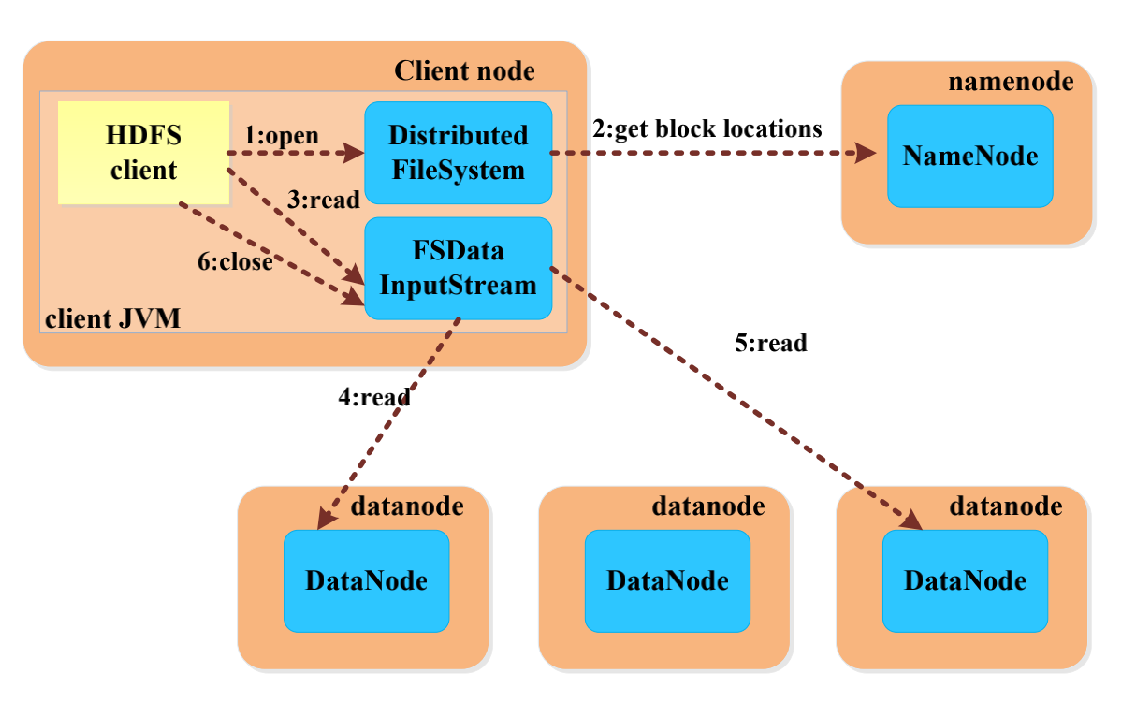 Client node
namenode
HDFS
client
1:open
Distributed
FileSystem
2:get block locations
NameNode
3:read
FSData
InputStream
6:close
client JVM
5:read
4:read
datanode
datanode
datanode
DataNode
DataNode
DataNode